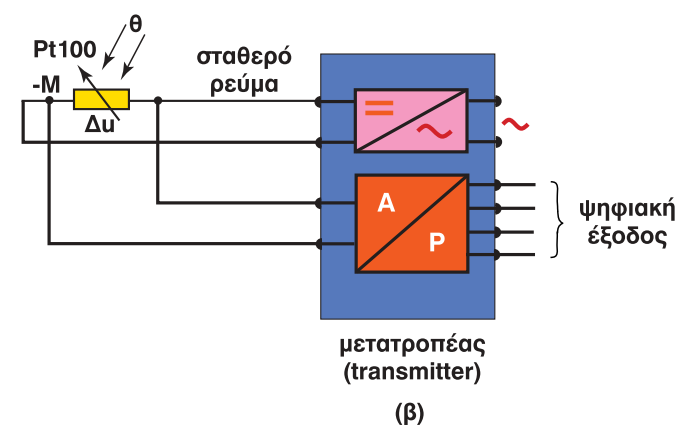 θ
Pt100
-M
Δu
σταθερό
ρεύμα
A
P
ψηφιακή
έξοδος
μετατροπέας
(transmitter)
(β)